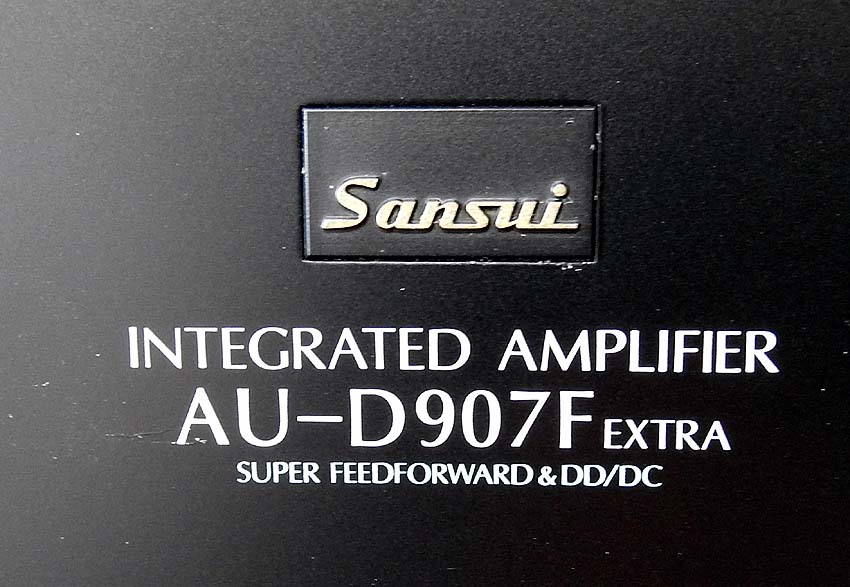 Sansui
INTEGRATED AMPLIFIER
AU-D907F EXTRA
SUPER FEEDFORWARD & DD/DC